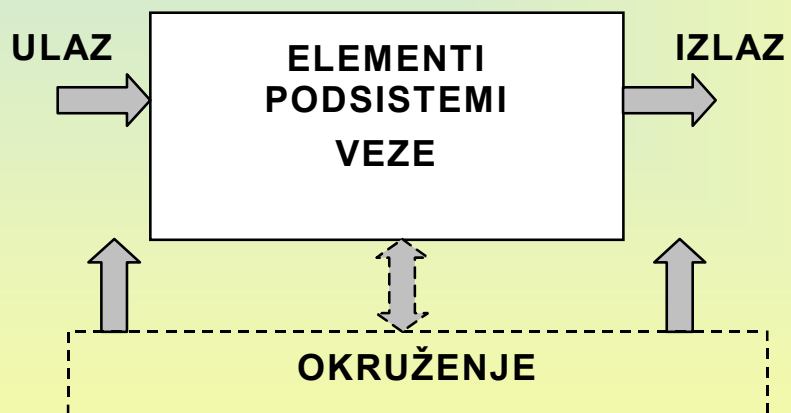 ULAZ
ELEMENTI
PODSISTEMI
VEZE
IZLAZ
OKRUŽENJE